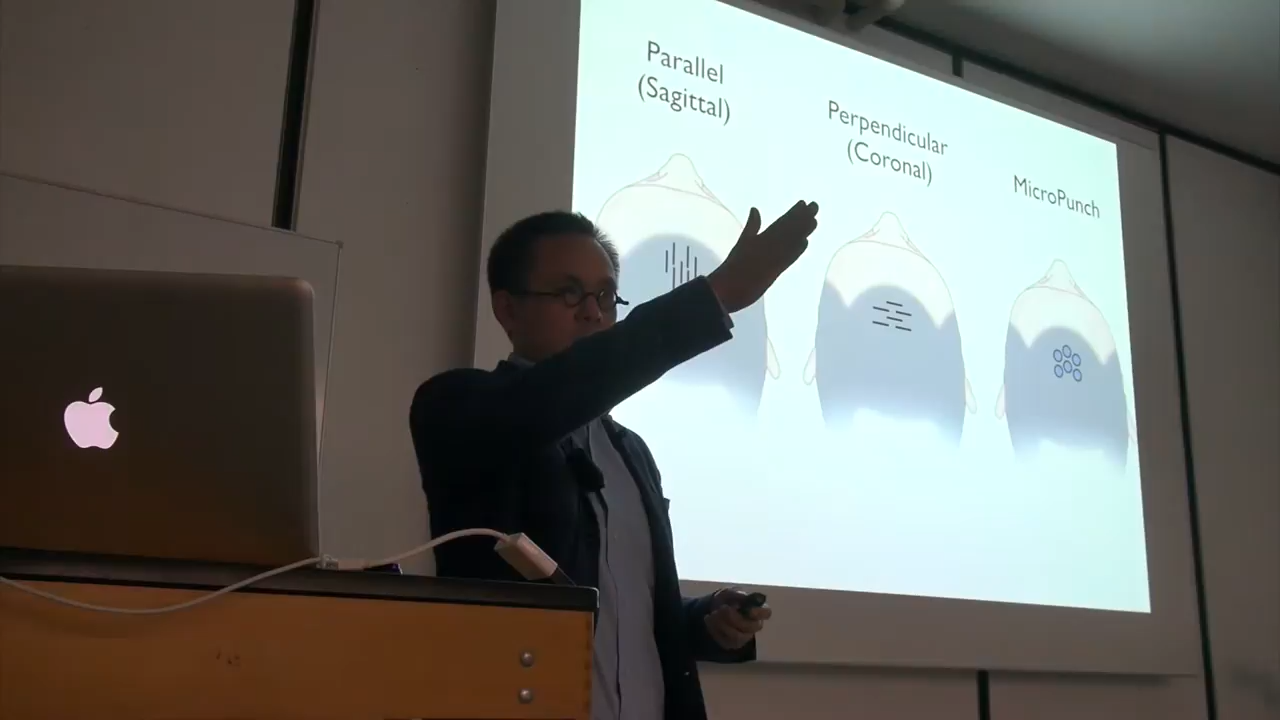 Parallel
(Sagittal)
Perpendicular
(Coronal)
MicroPunch